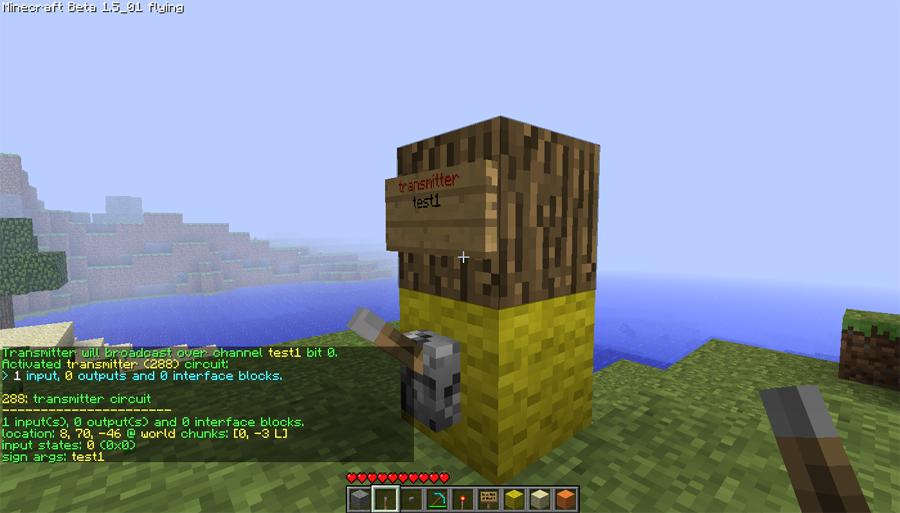 Minecraft Beta 1.5_01 flying
transmitter
test1
Transmitter will broadcast over channel test1 bit 0.
Activated transmitter (288) circuit:
> 1 input, 0 outputs and 0 interface blocks.
288: transmitter circuit
----------------------
1 input(s), 0 output(s) and 0 interface blocks.
location: 8, 70, -46 @ world chunks: [0, -3 L]
input states: 0 (0x0)
sign args: test1